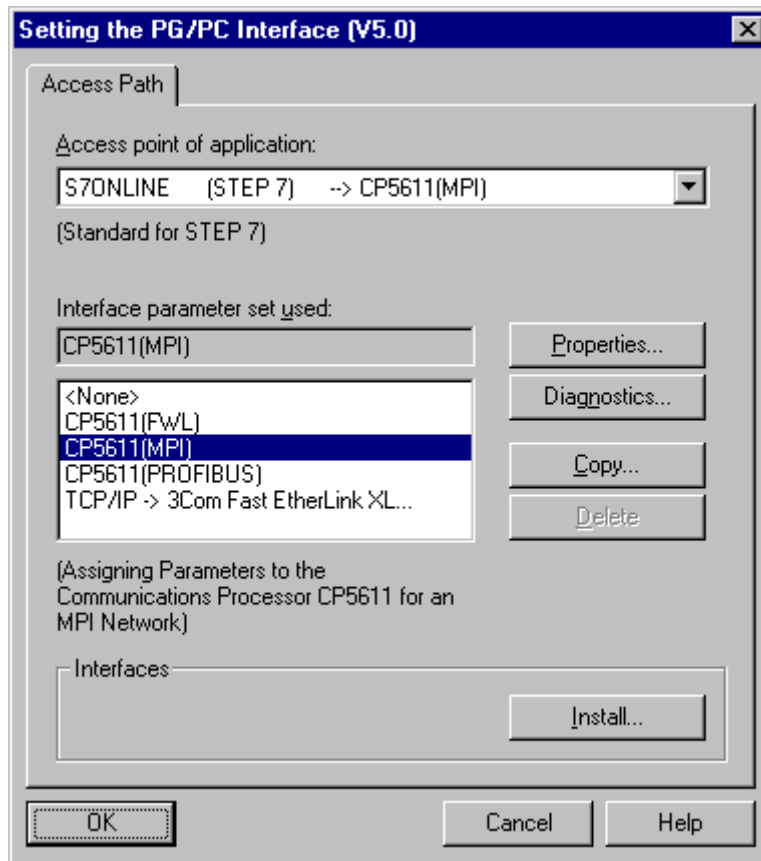 Setting the PG/PC Interface (V5.0)
Access Path
Access point of application:
S7ONLINE (STEP 7) --> CP5611(MPI)
(Standard for STEP 7)
Interface parameter set used:
CP5611(MPI)
Properties...
<None>
CP5611(FWL)
CP5611(MPI)
CP5611(PROFIBUS)
TCP/IP -> 3Com Fast EtherLink XL...
Diagnostics...
Copy...
Delete
(Assigning Parameters to the
Communications Processor CP5611 for an
MPI Network)
Interfaces
Install...
OK
Cancel
Help